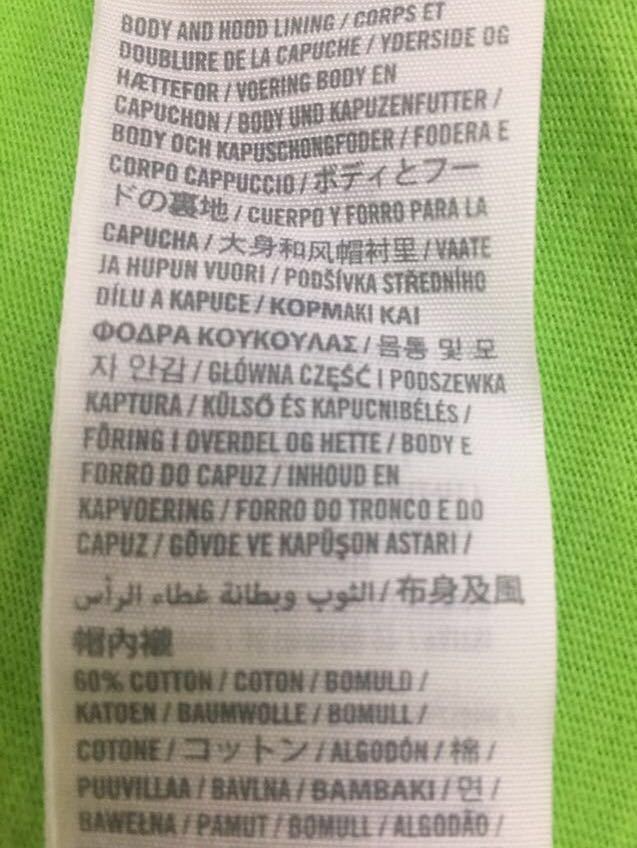 BODY AND HOOD LINING / CORPS ET
DOUBLURE DE LA CAPUCHE / YDERSIDE OG
HÆTTEFOR / VOERING BODY EN
CAPUCHON / BODY UND KAPUZENFUTTER /
BODY OCH KAPUSCHONGFODER / FODERA E
CORPO CAPPUCCIO / ボディとフー
ドの裏地 / CUERPO Y FORRO PARA LA
CAPUCHA / 大身和风帽衬里 / VAATE
JA HUPUN VUORI / PODŠÍVKA STŘEDNÍHO
DÍLU A KAPUCE / ΚΟΡΜΑΚΙ ΚΑΙ
ΦΟΔΡΑ ΚΟΥΚΟΥΛΑΣ / 몸통 및 모
자 안감 / GŁÓWNA CZĘŚĆ I PODSZEWKA
KAPTURA / KÜLSŐ ÉS KAPUCNIBÉLÉS /
FÔRING I OVERDEL OG HETTE / BODY E
FORRO DO CAPUZ / INHOUD EN
KAPVOERING / FORRO DO TRONCO E DO
CAPUZ / GÖVDE VE KAPÜŞON ASTARI /
الثوب وبطانة غطاء الرأس / 布身及風
帽內襯
60% COTTON / COTON / BOMULD /
KATOEN / BAUMWOLLE / BOMULL /
COTONE / コットン / ALGODÓN / 棉 /
PUUVILLAA / BAVLNA / ΒΑΜΒΑΚΙ / 면 /
BAWEŁNA / PAMUT / BOMULL / ALGODÃO /